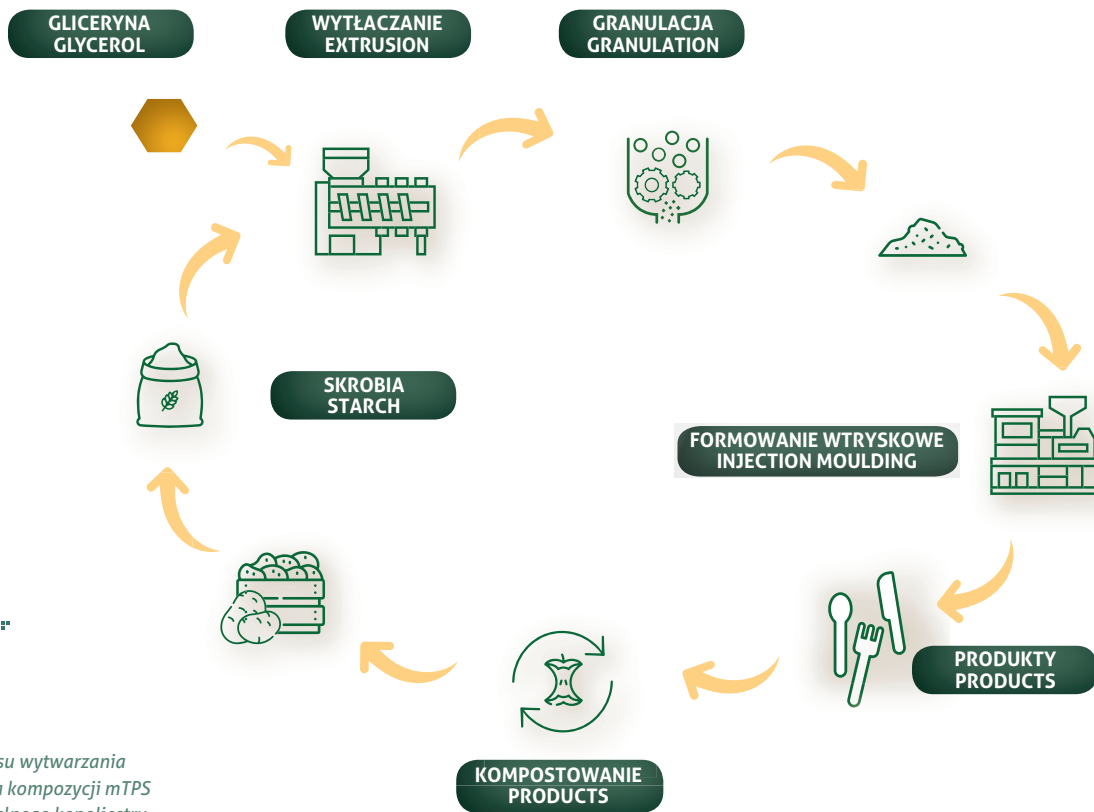 GLICERYNA
GLYCEROL
WYTŁACZANIE
EXTRUSION
GRANULACJA
GRANULATION
SKROBIA
STARCH
FORMOWANIE WTRYSKOWE
INJECTION MOULDING
PRODUKTY
PRODUCTS
KOMPOSTOWANIE
PRODUCTS
su wytwarzania
kompozycji mTPS